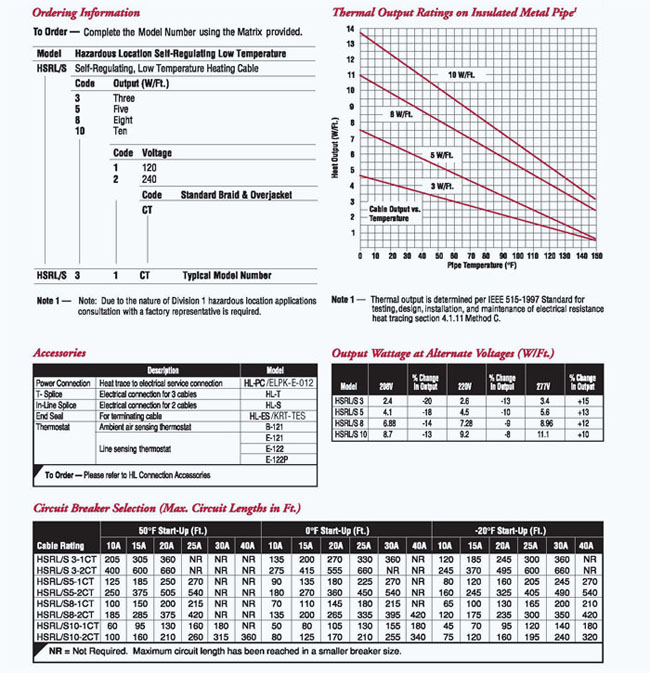 Ordering Information
To Order — Complete the Model Number using the Matrix provided.
Model Hazardous Location Self-Regulating Low Temperature
HSRL/S Self-Regulating, Low Temperature Heating Cable
Code Output (W/Ft.)
3 Three
5 Five
8 Eight
10 Ten
Code Voltage
1 120
2 240
Code Standard Braid & Overjacket
CT
HSRL/S 3 1 CT Typical Model Number
Note 1 — Note: Due to the nature of Division 1 hazardous location applications
consultation with a factory representative is required.
Thermal Output Ratings on Insulated Metal Pipe¹
Heat Output (W/Ft.)
14
13
12
11
10
9
8
7
6
5
4
3
2
1
10 W/Ft.
8 W/Ft.
5 W/Ft.
3 W/Ft.
Cable Output vs.
Temperature
0 10 20 30 40 50 60 70 80 90 100 110 120 130 140 150
Pipe Temperature (°F)
Note 1 — Thermal output is determined per IEEE 515-1997 Standard for
testing, design, installation, and maintenance of electrical resistance
heat tracing section 4.1.11 Method C.
Accessories
Description Model
Power Connection Heat trace to electrical service connection HL-PC/ELPK-E-012
T- Splice Electrical connection for 3 cables HL-T
In-Line Splice Electrical connection for 2 cables HL-S
End Seal For terminating cable HL-ES/KRT-TES
Thermostat Ambient air sensing thermostat B-121
E-121
Line sensing thermostat E-122
E-122P
To Order — Please refer to HL Connection Accessories
Output Wattage at Alternate Voltages (W/Ft.)
Model 208V % Change In Output 220V % Change In Output 277V % Change In Output
HSRL/S 3 2.4 -20 2.6 -13 3.4 +15
HSRL/S 5 4.1 -18 4.5 -10 5.6 +13
HSRL/S 8 6.88 -14 7.28 -9 8.96 +12
HSRL/S 10 8.7 -13 9.2 -8 11.1 +10
Circuit Breaker Selection (Max. Circuit Lengths in Ft.)
50°F Start-Up (Ft.) 0°F Start-Up (Ft.) -20°F Start-Up (Ft.)
Cable Rating 10A 15A 20A 25A 30A 40A 10A 15A 20A 25A 30A 40A 10A 15A 20A 25A 30A 40A
HSRL/S 3-1CT 205 305 360 NR NR NR 135 200 270 330 360 NR 120 185 245 300 360 NR
HSRL/S 3-2CT 400 600 660 NR NR NR 275 415 555 660 NR NR 245 370 495 600 660 NR
HSRL/S5-1CT 125 185 250 270 NR NR 90 135 180 225 270 NR 80 120 160 205 245 270
HSRL/S5-2CT 250 375 505 540 NR NR 180 270 360 450 540 NR 160 245 325 405 490 540
HSRL/S8-1CT 100 150 200 215 NR NR 70 110 145 180 215 NR 65 100 130 165 200 210
HSRL/S8-2CT 185 285 375 420 NR NR 135 200 265 335 395 420 120 175 235 300 350 420
HSRL/S10-1CT 60 95 130 160 180 NR 50 80 105 130 155 180 45 70 95 120 140 80
HSRL/S10-2CT 100 160 210 260 315 360 80 125 170 210 255 340 75 120 160 195 240 320
NR = Not Required. Maximum circuit length has been reached in a smaller breaker size.